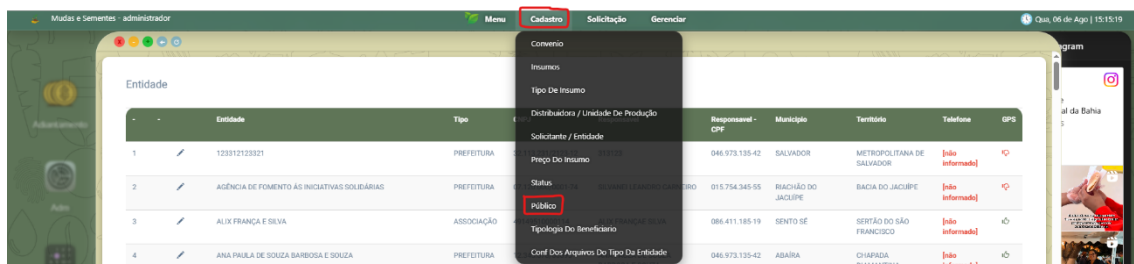 Mudas e Sementes - administrador
Menu
Cadastro
Solicitação
Gerenciar
Qua, 06 de Ago | 15:15:19
Convenio
Insumos
Tipo De Insumo
Distribuidora / Unidade De Produção
Solicitante / Entidade
Preço Do Insumo
Status
Público
Tipologia Do Beneficiario
Conf Dos Arquivos Do Tipo Da Entidade
gram
al da Bahia
Adiantamento
Adm
Entidade
- - Entidade Tipo Responsavel - CPF Municipio Território Telefone GPS
1 123312123321 PREFEITURA 046.973.135-42 SALVADOR METROPOLITANA DE SALVADOR [não informado]
2 AGÊNCIA DE FOMENTO ÀS INICIATIVAS SOLIDÁRIAS PREFEITURA 015.754.345-55 RIACHÃO DO JACUÍPE BACIA DO JACUÍPE [não informado]
3 ALIX FRANÇA E SILVA ASSOCIAÇÃO 086.411.185-19 SENTO SÉ SERTÃO DO SÃO FRANCISCO [não informado]
4 ANA PAULA DE SOUZA BARBOSA E SOUZA PREFEITURA 046.973.135-42 ABAÍRA CHAPADA [não